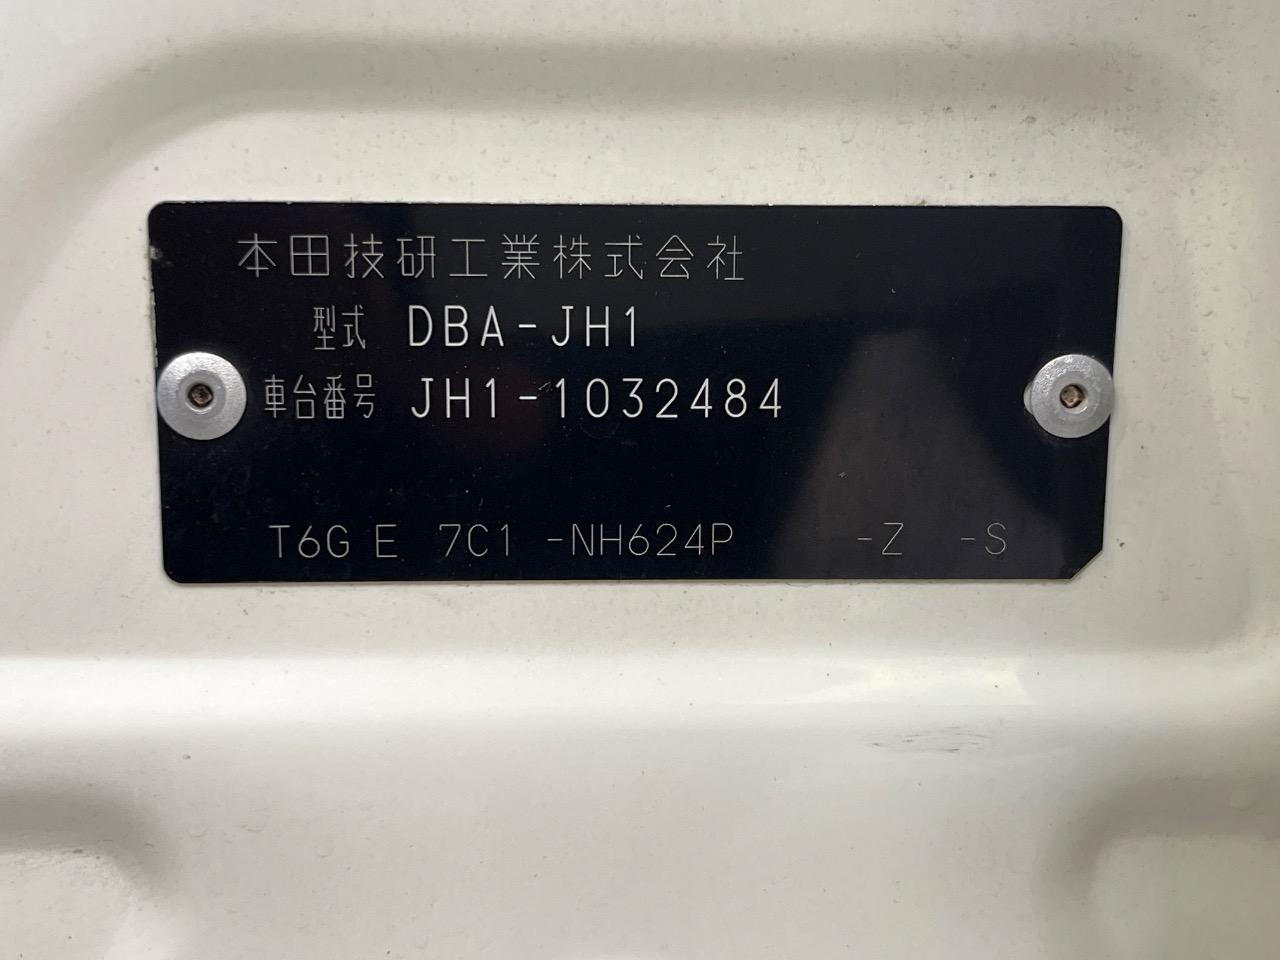 本田技研工業株式会社
型式 DBA-JH1
車台番号 JH1-1032484
T6G E 7C1 -NH624P -Z -S